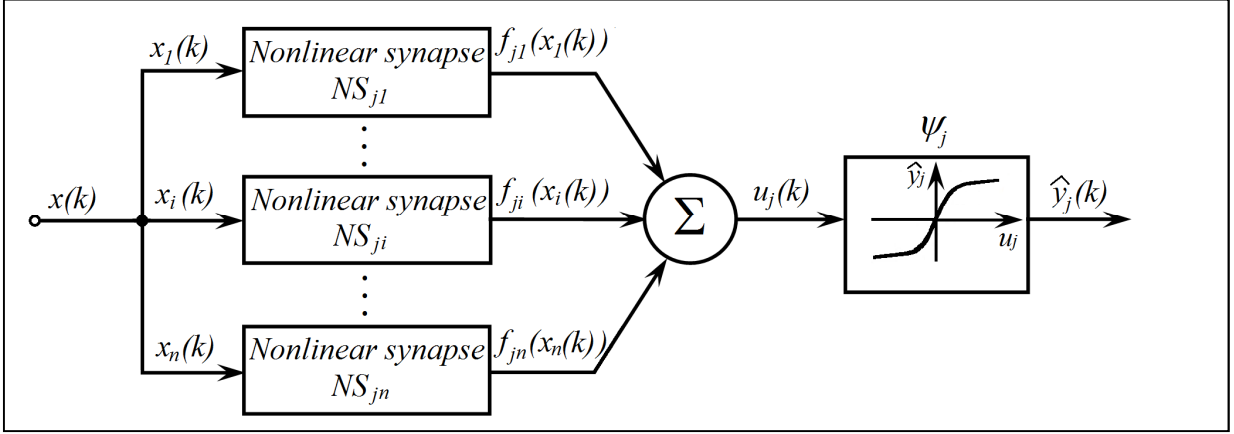 x(k)
x₁(k)
Nonlinear synapse
NSⱼ₁
fⱼ₁(x₁(k))
⋮
xᵢ(k)
Nonlinear synapse
NSⱼᵢ
fⱼᵢ(xᵢ(k))
⋮
xₙ(k)
Nonlinear synapse
NSⱼₙ
fⱼₙ(xₙ(k))
Σ
uⱼ(k)
ψⱼ
ŷⱼ
uⱼ
ŷⱼ(k)